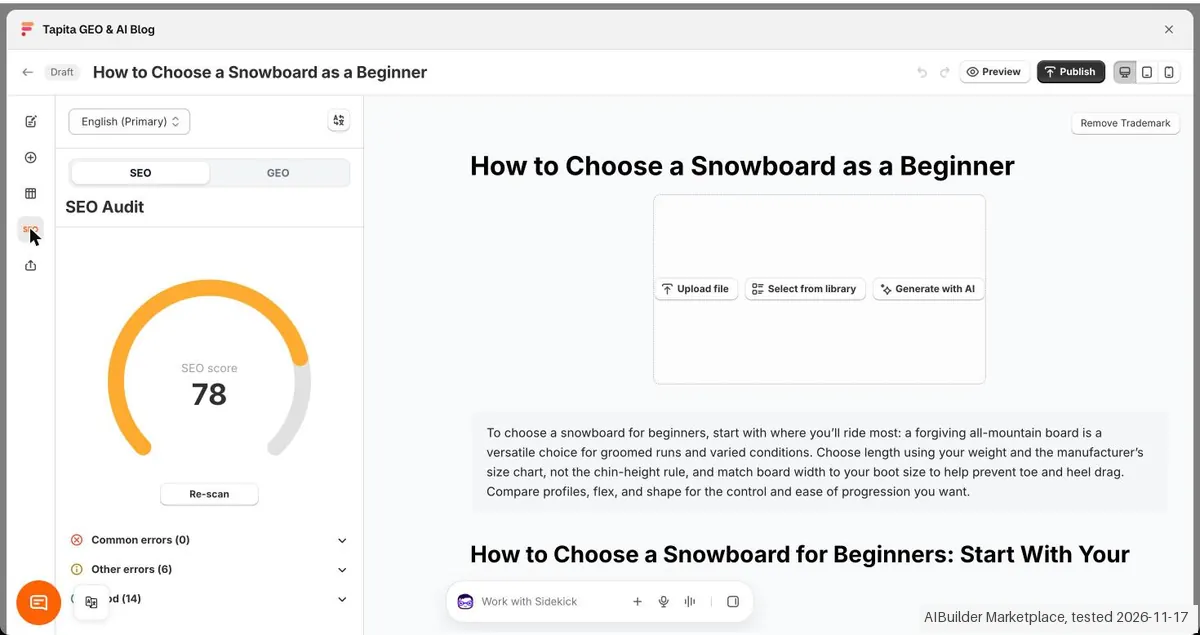 Tapita GEO & AI Blog
Draft
How to Choose a Snowboard as a Beginner
Preview
Publish
English (Primary)
SEO
GEO
SEO Audit
SEO
SEO score
78
Re-scan
Common errors (0)
Other errors (6)
od (14)
Remove Trademark
How to Choose a Snowboard as a Beginner
Upload file
Select from library
Generate with AI
To choose a snowboard for beginners, start with where you’ll ride most: a forgiving all-mountain board is a
versatile choice for groomed runs and varied conditions. Choose length using your weight and the manufacturer’s
size chart, not the chin-height rule, and match board width to your boot size to help prevent toe and heel drag.
Compare profiles, flex, and shape for the control and ease of progression you want.
How to Choose a Snowboard for Beginners: Start With Your
Work with Sidekick
AIBuilder Marketplace, tested 2026-11-17